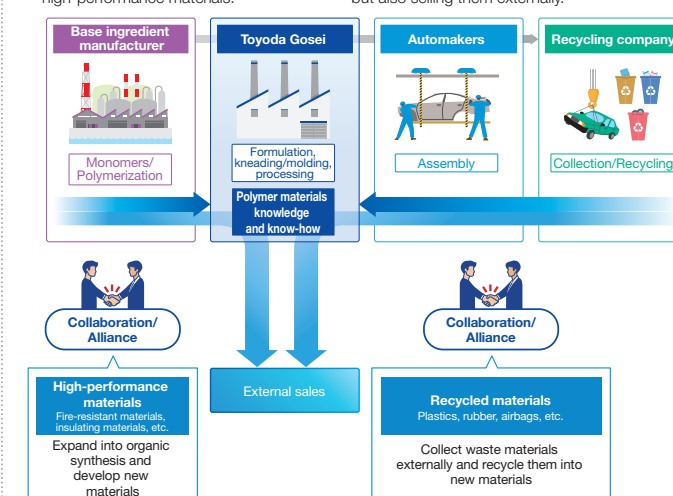 high-performance materials.
but also selling them externally.
Base ingredient
manufacturer
Toyoda Gosei
Automakers
Recycling company
Monomers/
Polymerization
Formulation,
kneading/molding,
processing
Assembly
Collection/Recycling
Polymer materials
knowledge
and know-how
Collaboration/
Alliance
Collaboration/
Alliance
External sales
High-performance
materials
Fire-resistant materials,
insulating materials, etc.
Expand into organic
synthesis and
develop new
materials
Recycled materials
Plastics, rubber, airbags, etc.
Collect waste materials
externally and recycle them into
new materials